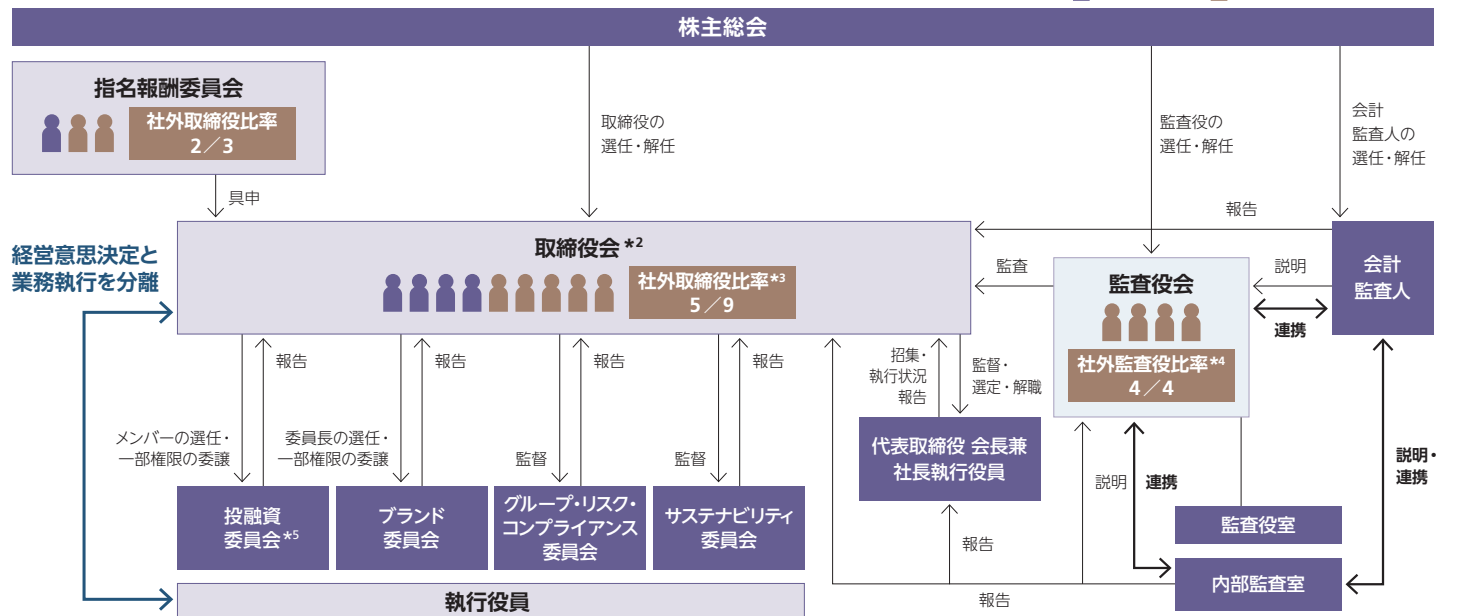 株主総会
指名報酬委員会
社外取締役比率
2／3
具申
取締役の
選任・解任
監査役の
選任・解任
会計
監査人の
選任・解任
報告
経営意思決定と
業務執行を分離
取締役会*2
社外取締役比率*3
5／9
監査
監査役会
社外監査役比率*4
4／4
説明
連携
会計
監査人
報告
報告
報告
報告
メンバーの選任・
一部権限の委譲
委員長の選任・
一部権限の委譲
監督
監督
招集・
執行状況
報告
監督・
選定・解職
代表取締役 会長兼
社長執行役員
説明
連携
説明・
連携
投融資
委員会*5
ブランド
委員会
グループ・リスク・
コンプライアンス
委員会
サステナビリティ
委員会
監査役室
報告
内部監査室
報告
執行役員